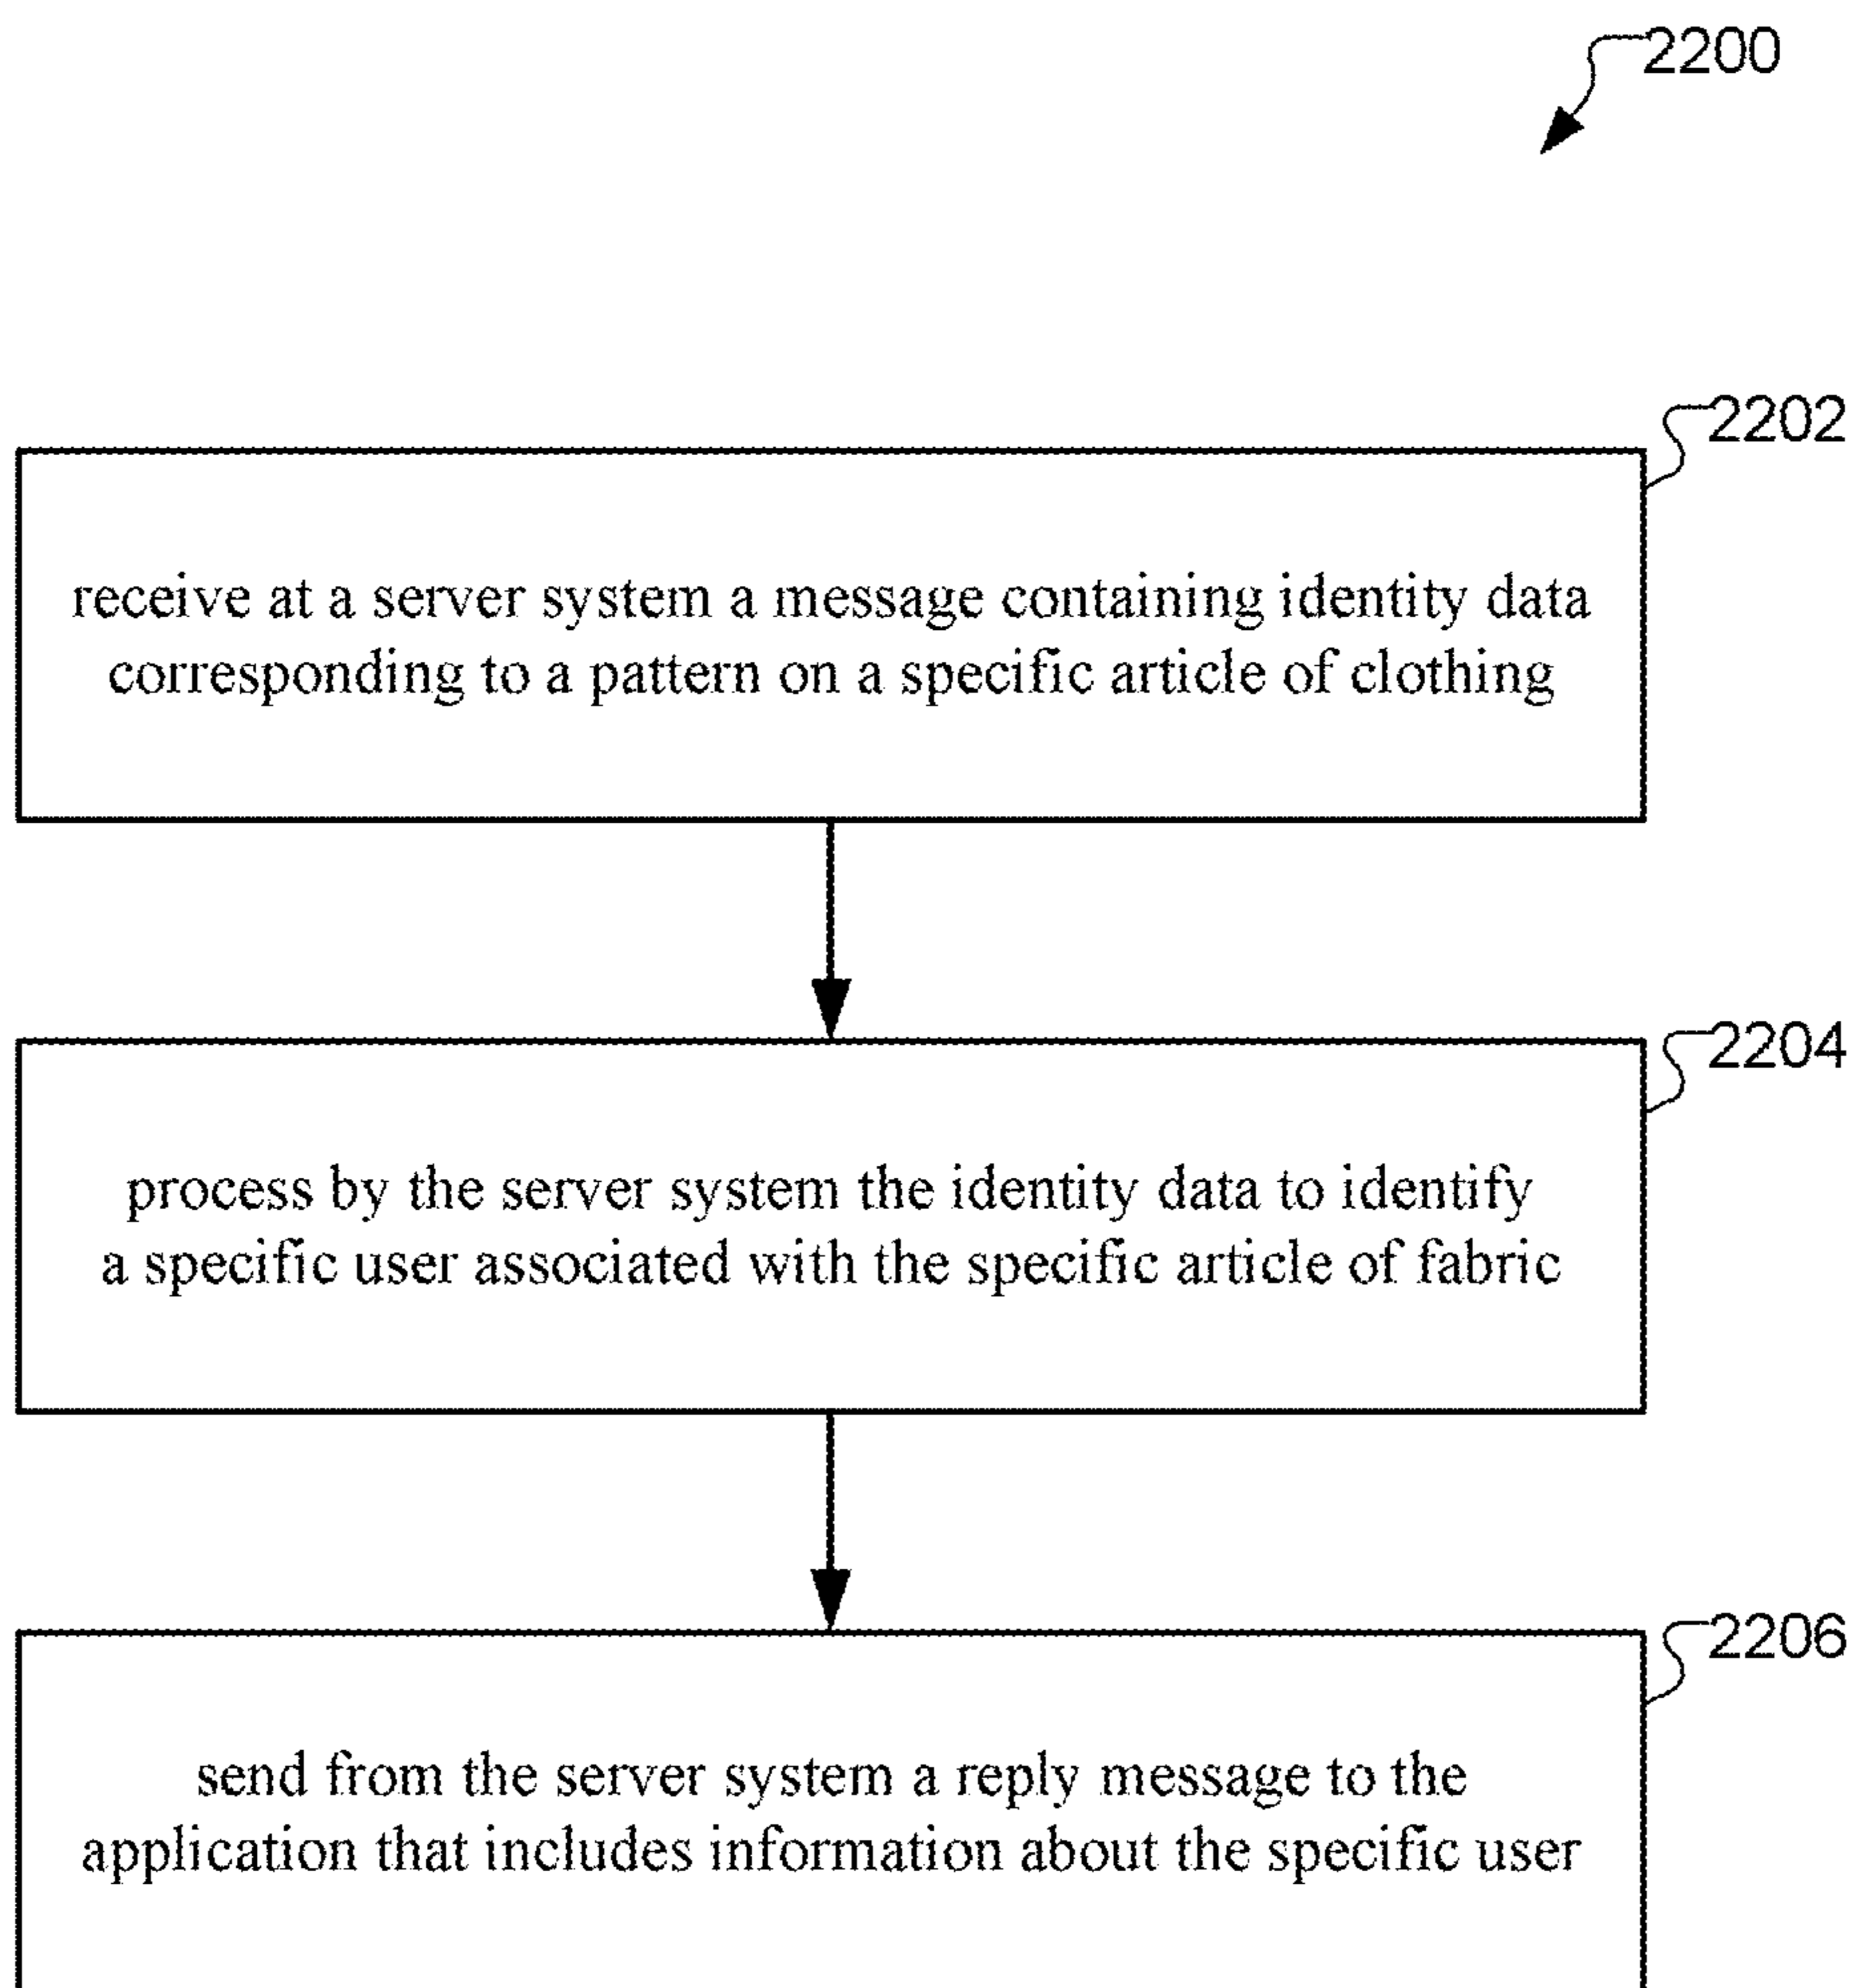 2200
2202
receive at a server system a message containing identity data
corresponding to a pattern on a specific article of clothing
2204
process by the server system the identity data to identify
a specific user associated with the specific article of fabric
2206
send from the server system a reply message to the
application that includes information about the specific user